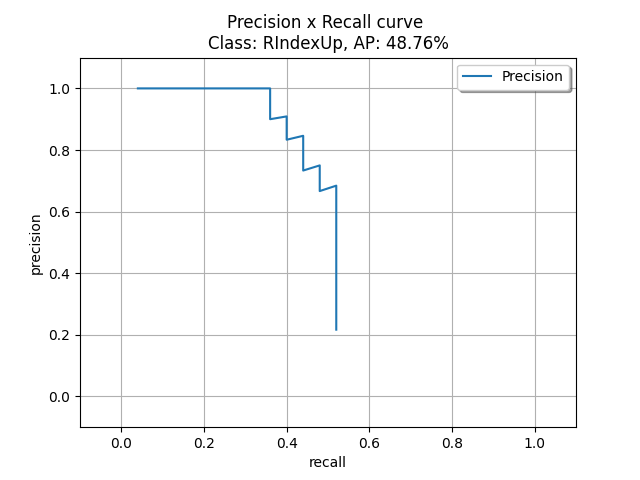 Precision x Recall curve
Class: RIndexUp, AP: 48.76%
Precision
1.0
0.8
0.6
0.4
0.2
0.0
precision
0.0 0.2 0.4 0.6 0.8 1.0
recall